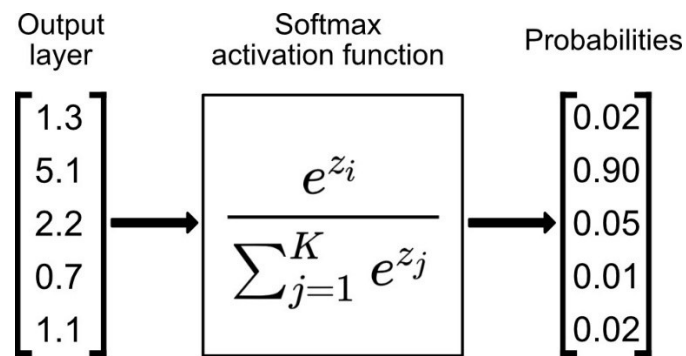 Output
layer
Softmax
activation function
Probabilities
1.3
5.1
2.2
0.7
1.1
e^{z_i}
∑_{j=1}^{K} e^{z_j}
0.02
0.90
0.05
0.01
0.02